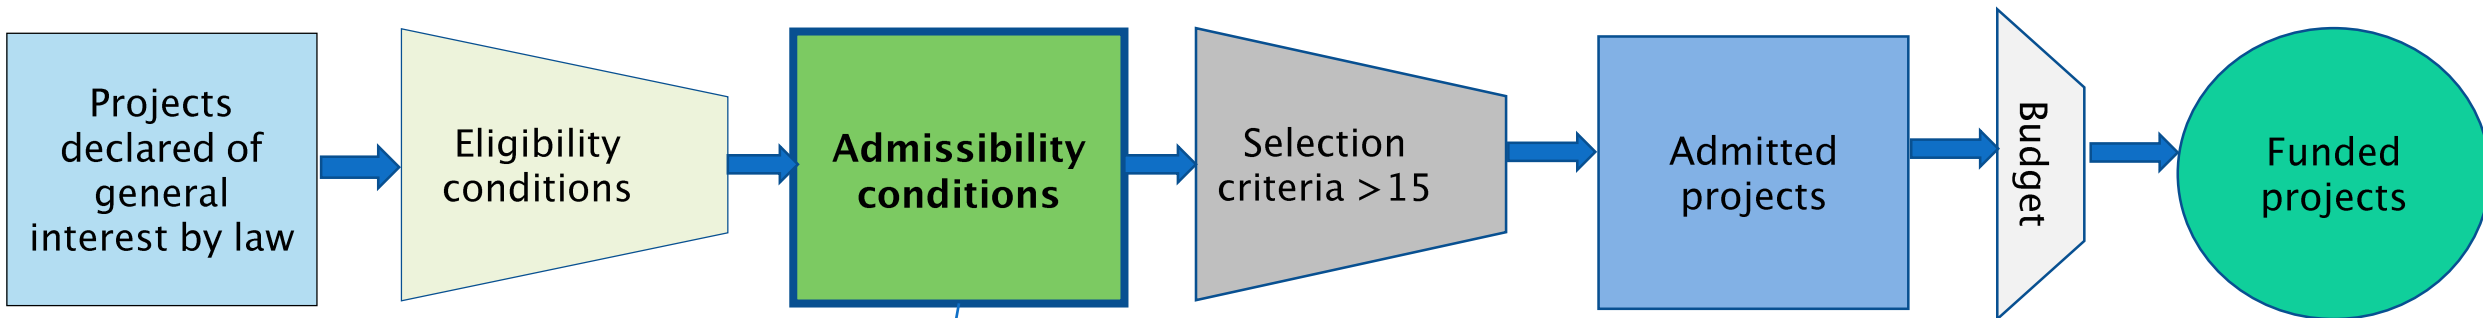 Projects
declared of
general
interest by law
Eligibility
conditions
Admissibility
conditions
Selection
criteria >15
Admitted
projects
Budget
Funded
projects